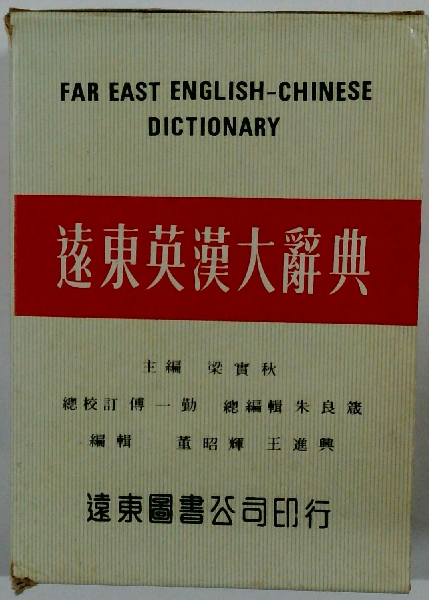 FAR EAST ENGLISH-CHINESE
DICTIONARY
遠東英漢大辭典
主編 梁實秋
總校訂 傅一勤 總編輯 朱良箴
編輯 董昭輝 王進興
遠東圖書公司印行